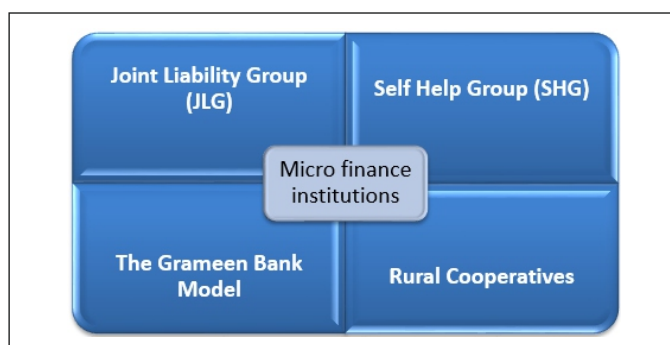 Joint Liability Group
(JLG)
Self Help Group (SHG)
Micro finance
institutions
The Grameen Bank
Model
Rural Cooperatives